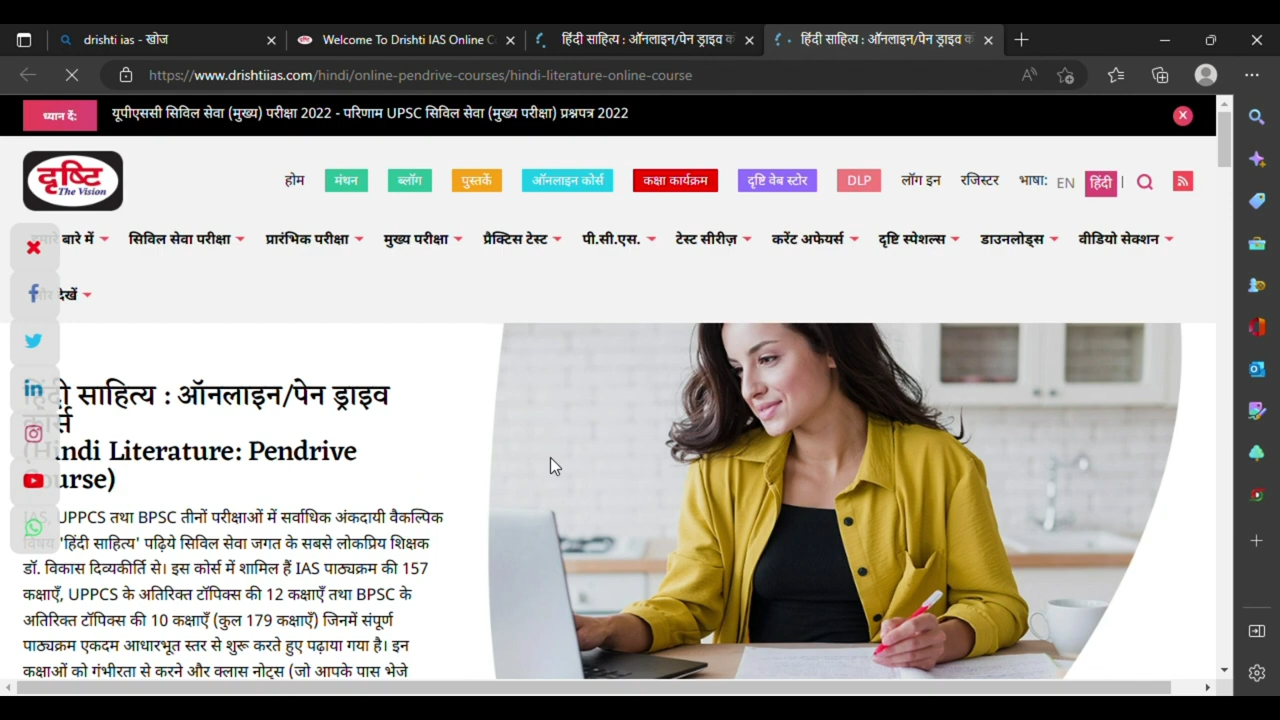 drishti ias - खोज
Welcome To Drishti IAS Online C
हिंदी साहित्य : ऑनलाइन/पेन ड्राइव क
हिंदी साहित्य : ऑनलाइन/पेन ड्राइव क
https://www.drishtiias.com/hindi/online-pendrive-courses/hindi-literature-online-course
ध्यान दें:
यूपीएससी सिविल सेवा (मुख्य) परीक्षा 2022 - परिणाम UPSC सिविल सेवा (मुख्य परीक्षा) प्रश्नपत्र 2022
दृष्टि
The Vision
होम मंथन ब्लॉग पुस्तकें ऑनलाइन कोर्स कक्षा कार्यक्रम दृष्टि वेब स्टोर DLP लॉग इन रजिस्टर भाषा: EN हिंदी |
बारे में सिविल सेवा परीक्षा प्रारंभिक परीक्षा मुख्य परीक्षा प्रैक्टिस टेस्ट पी.सी.एस. टेस्ट सीरीज़ करेंट अफेयर्स दृष्टि स्पेशल्स डाउनलोड्स वीडियो सेक्शन
देखें
हिंदी साहित्य : ऑनलाइन/पेन ड्राइव
कोर्स
(Hindi Literature: Pendrive
Course)
IAS, UPPCS तथा BPSC तीनों परीक्षाओं में सर्वाधिक अंकदायी वैकल्पिक
विषय 'हिंदी साहित्य' पढ़िये सिविल सेवा जगत के सबसे लोकप्रिय शिक्षक
डॉ. विकास दिव्यकीर्ति से। इस कोर्स में शामिल हैं IAS पाठ्यक्रम की 157
कक्षाएँ, UPPCS के अतिरिक्त टॉपिक्स की 12 कक्षाएँ तथा BPSC के
अतिरिक्त टॉपिक्स की 10 कक्षाएँ (कुल 179 कक्षाएँ) जिनमें संपूर्ण
पाठ्यक्रम एकदम आधारभूत स्तर से शुरू करते हुए पढ़ाया गया है। इन
कक्षाओं को गंभीरता से करने और क्लास नोट्स (जो आपके पास भेजे